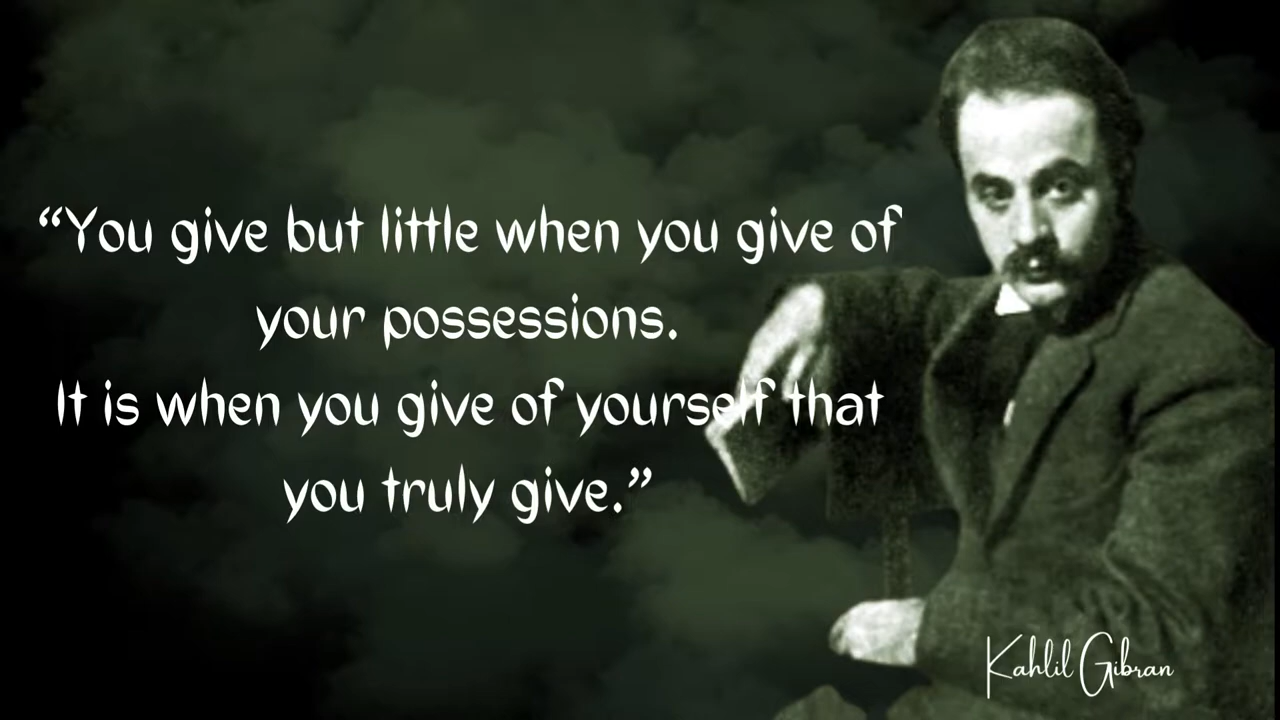 “You give but little when you give of
your possessions.
It is when you give of yourself that
you truly give.”
Kahlil Gibran